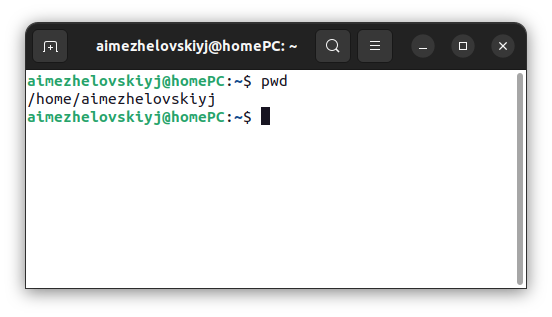 aimezhelovskiyj@homePC: ~
aimezhelovskiyj@homePC:~$ pwd
/home/aimezhelovskiyj
aimezhelovskiyj@homePC:~$